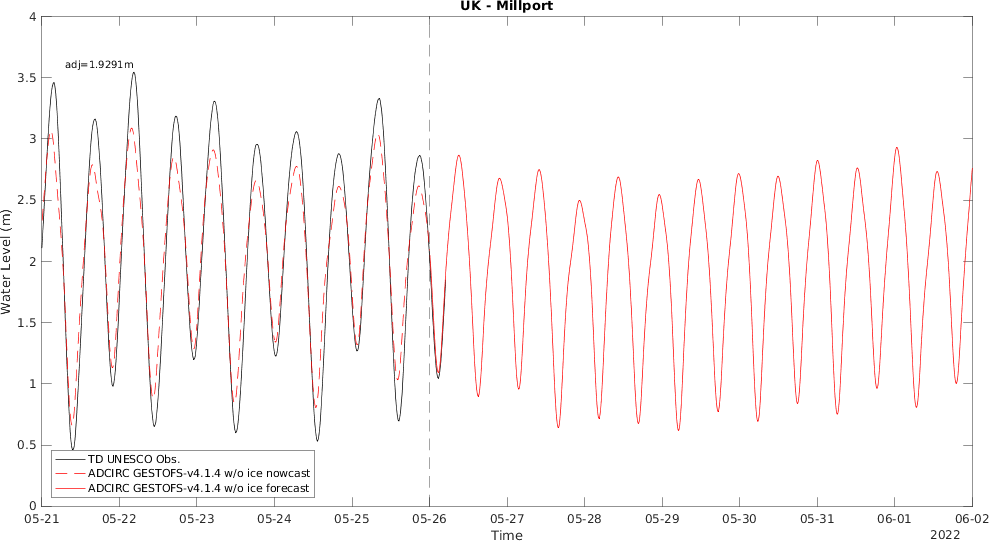 UK - Millport
adj=1.9291m
Water Level (m)
4
3.5
3
2.5
2
1.5
1
0.5
0
TD UNESCO Obs.
ADCIRC GESTOFS-v4.1.4 w/o ice nowcast
ADCIRC GESTOFS-v4.1.4 w/o ice forecast
05-21 05-22 05-23 05-24 05-25 05-26 05-27 05-28 05-29 05-30 05-31 06-01 06-02
Time
2022